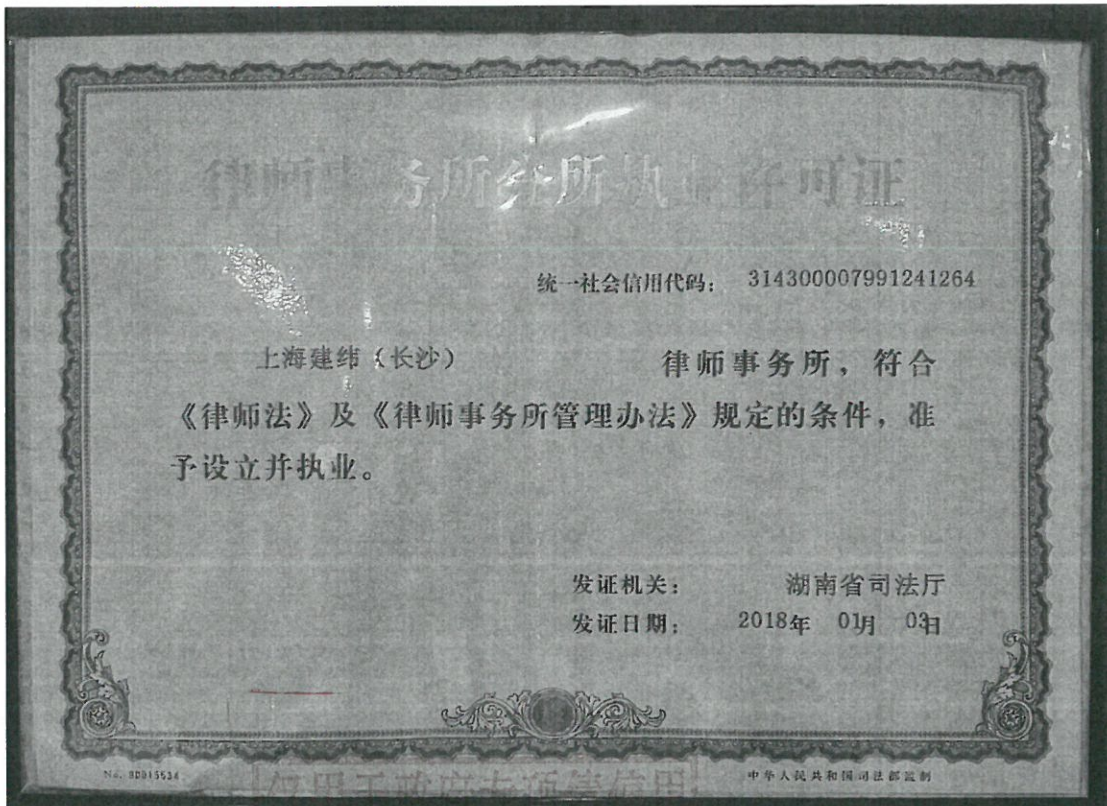 律师事务所分所执业许可证
统一社会信用代码： 314300007991241264
上海建纬（长沙） 律师事务所，符合
《律师法》及《律师事务所管理办法》规定的条件，准
予设立并执业。
发证机关： 湖南省司法厅
发证日期： 2018年 01月 03日
中华人民共和国司法部监制